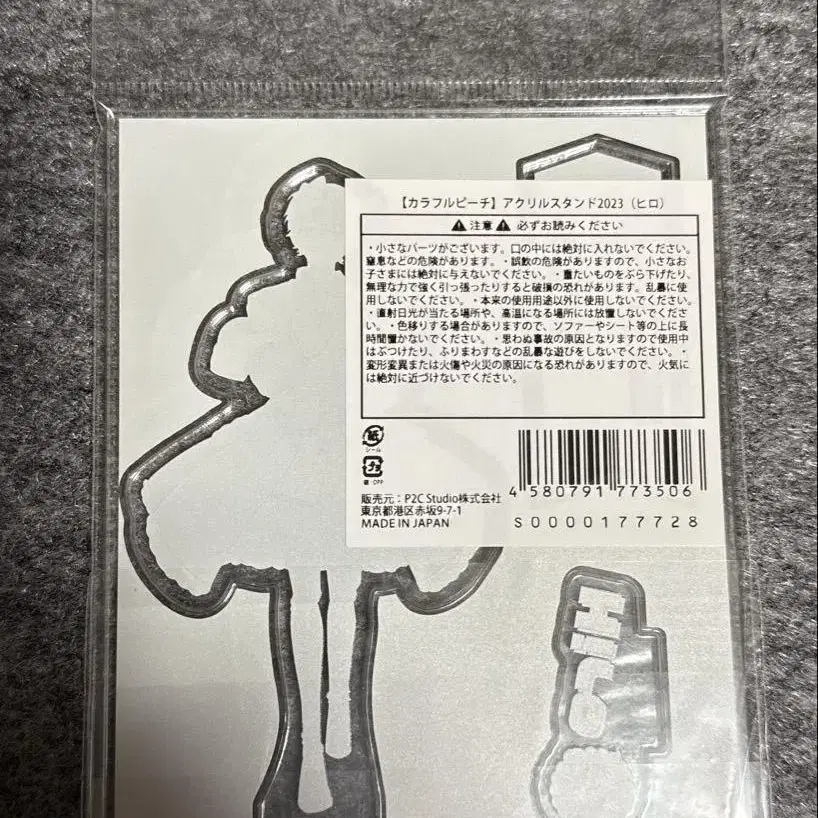 【カラフルピーチ】アクリルスタンド2023（ヒロ）
⚠注意⚠ 必ずお読みください
・小さなパーツがございます。口の中には絶対に入れないでください。
窒息などの危険があります。・誤飲の危険がありますので、小さなお
子さまには絶対に与えないでください。・重たいものをぶら下げたり、
無理な力で強く引っ張ったりすると破損の恐れがあります。乱暴に使
用しないでください。・本来の使用用途以外に使用しないでください。
・直射日光が当たる場所や、高温になる場所には放置しないでくださ
い。・色移りする場合がありますので、ソファーやシート等の上に長
時間置かないでください。・思わぬ事故の原因となりますので使用中
はぶつけたり、ふりまわすなどの乱暴な遊びをしないでください。・
変形変異または火傷や火災の原因になる恐れがありますので、火気に
は絶対に近づけないでください。
紙
シール
プラ
袋：OPP
販売元：P2C Studio株式会社
東京都港区赤坂9-7-1
MADE IN JAPAN
4 580791 773506
S0000177728
Hiro